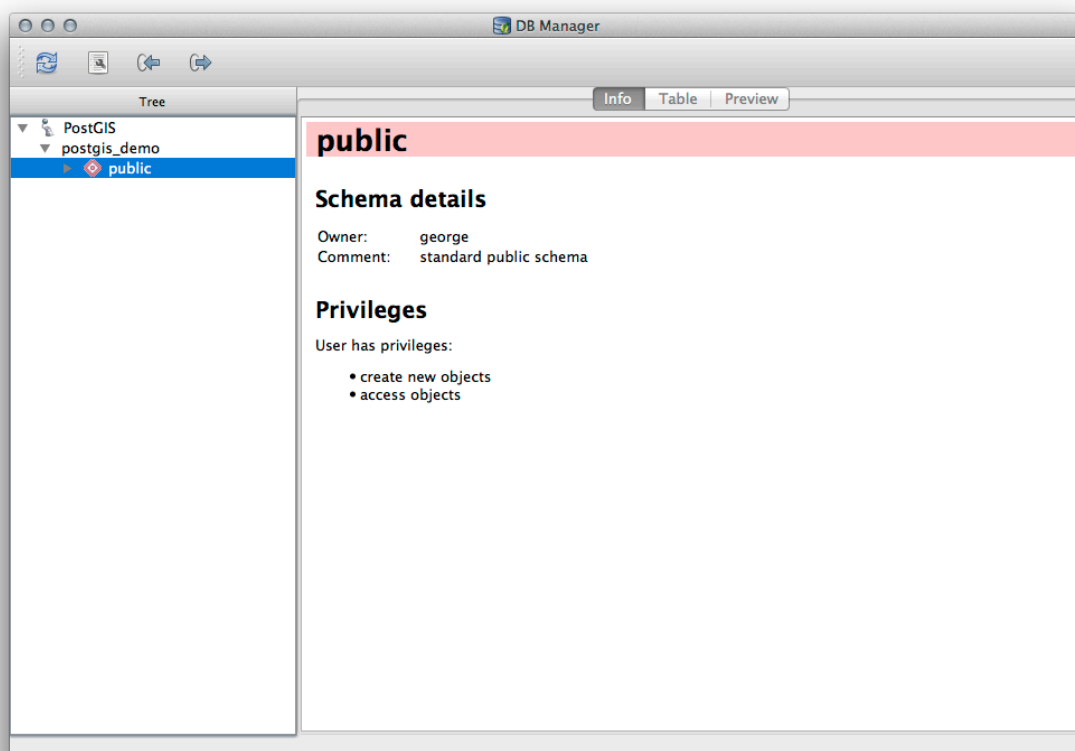 DB Manager
Tree
Info Table Preview
PostGIS
postgis_demo
public
public
Schema details
Owner: george
Comment: standard public schema
Privileges
User has privileges:
• create new objects
• access objects